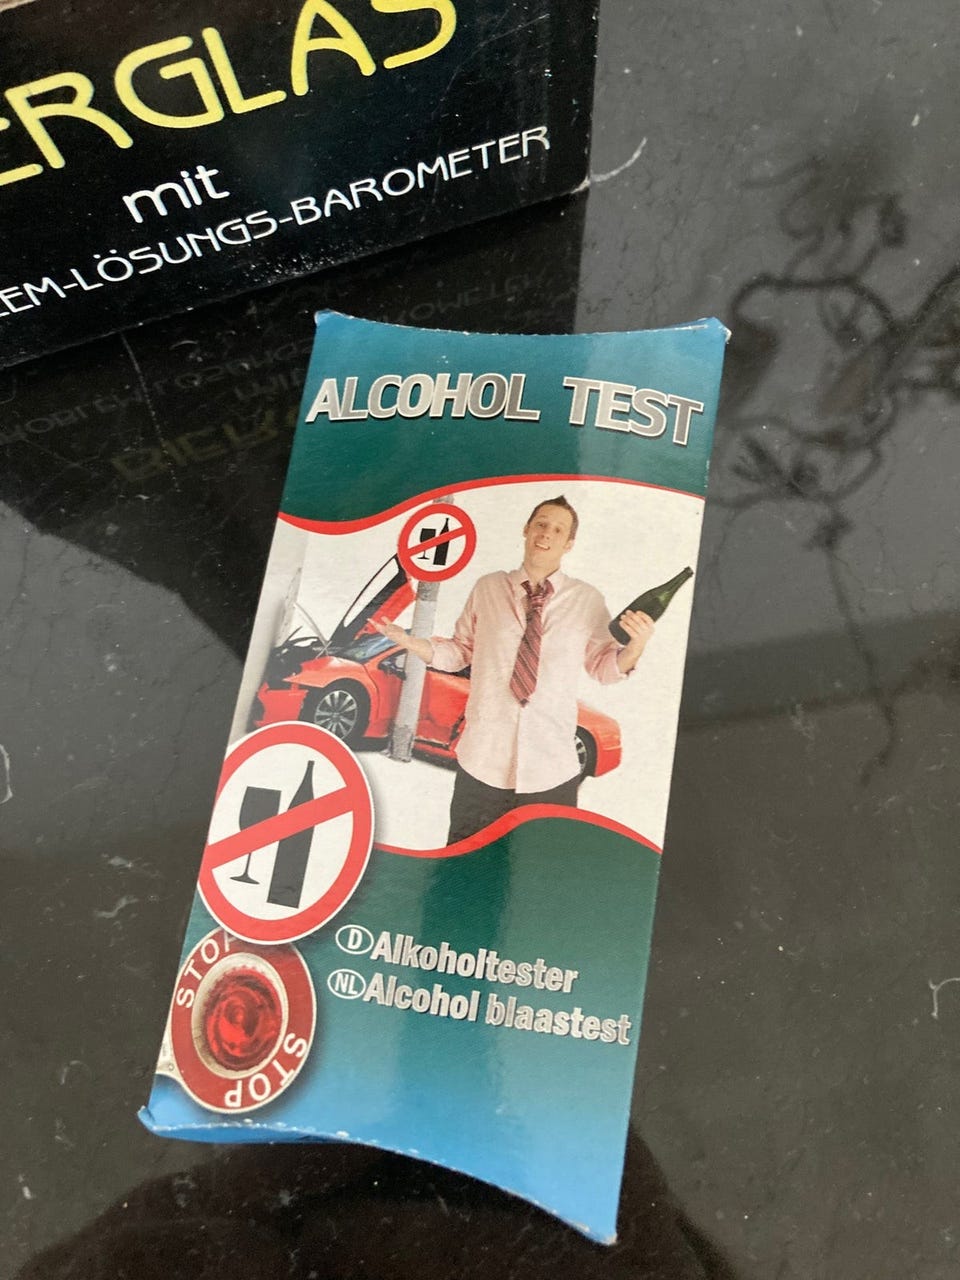 ERGLAS
mit
LEM-LÖSUNGS-BAROMETER
ALCOHOL TEST
D Alkoholtester
NL Alcohol blaastest
STOP
STOP